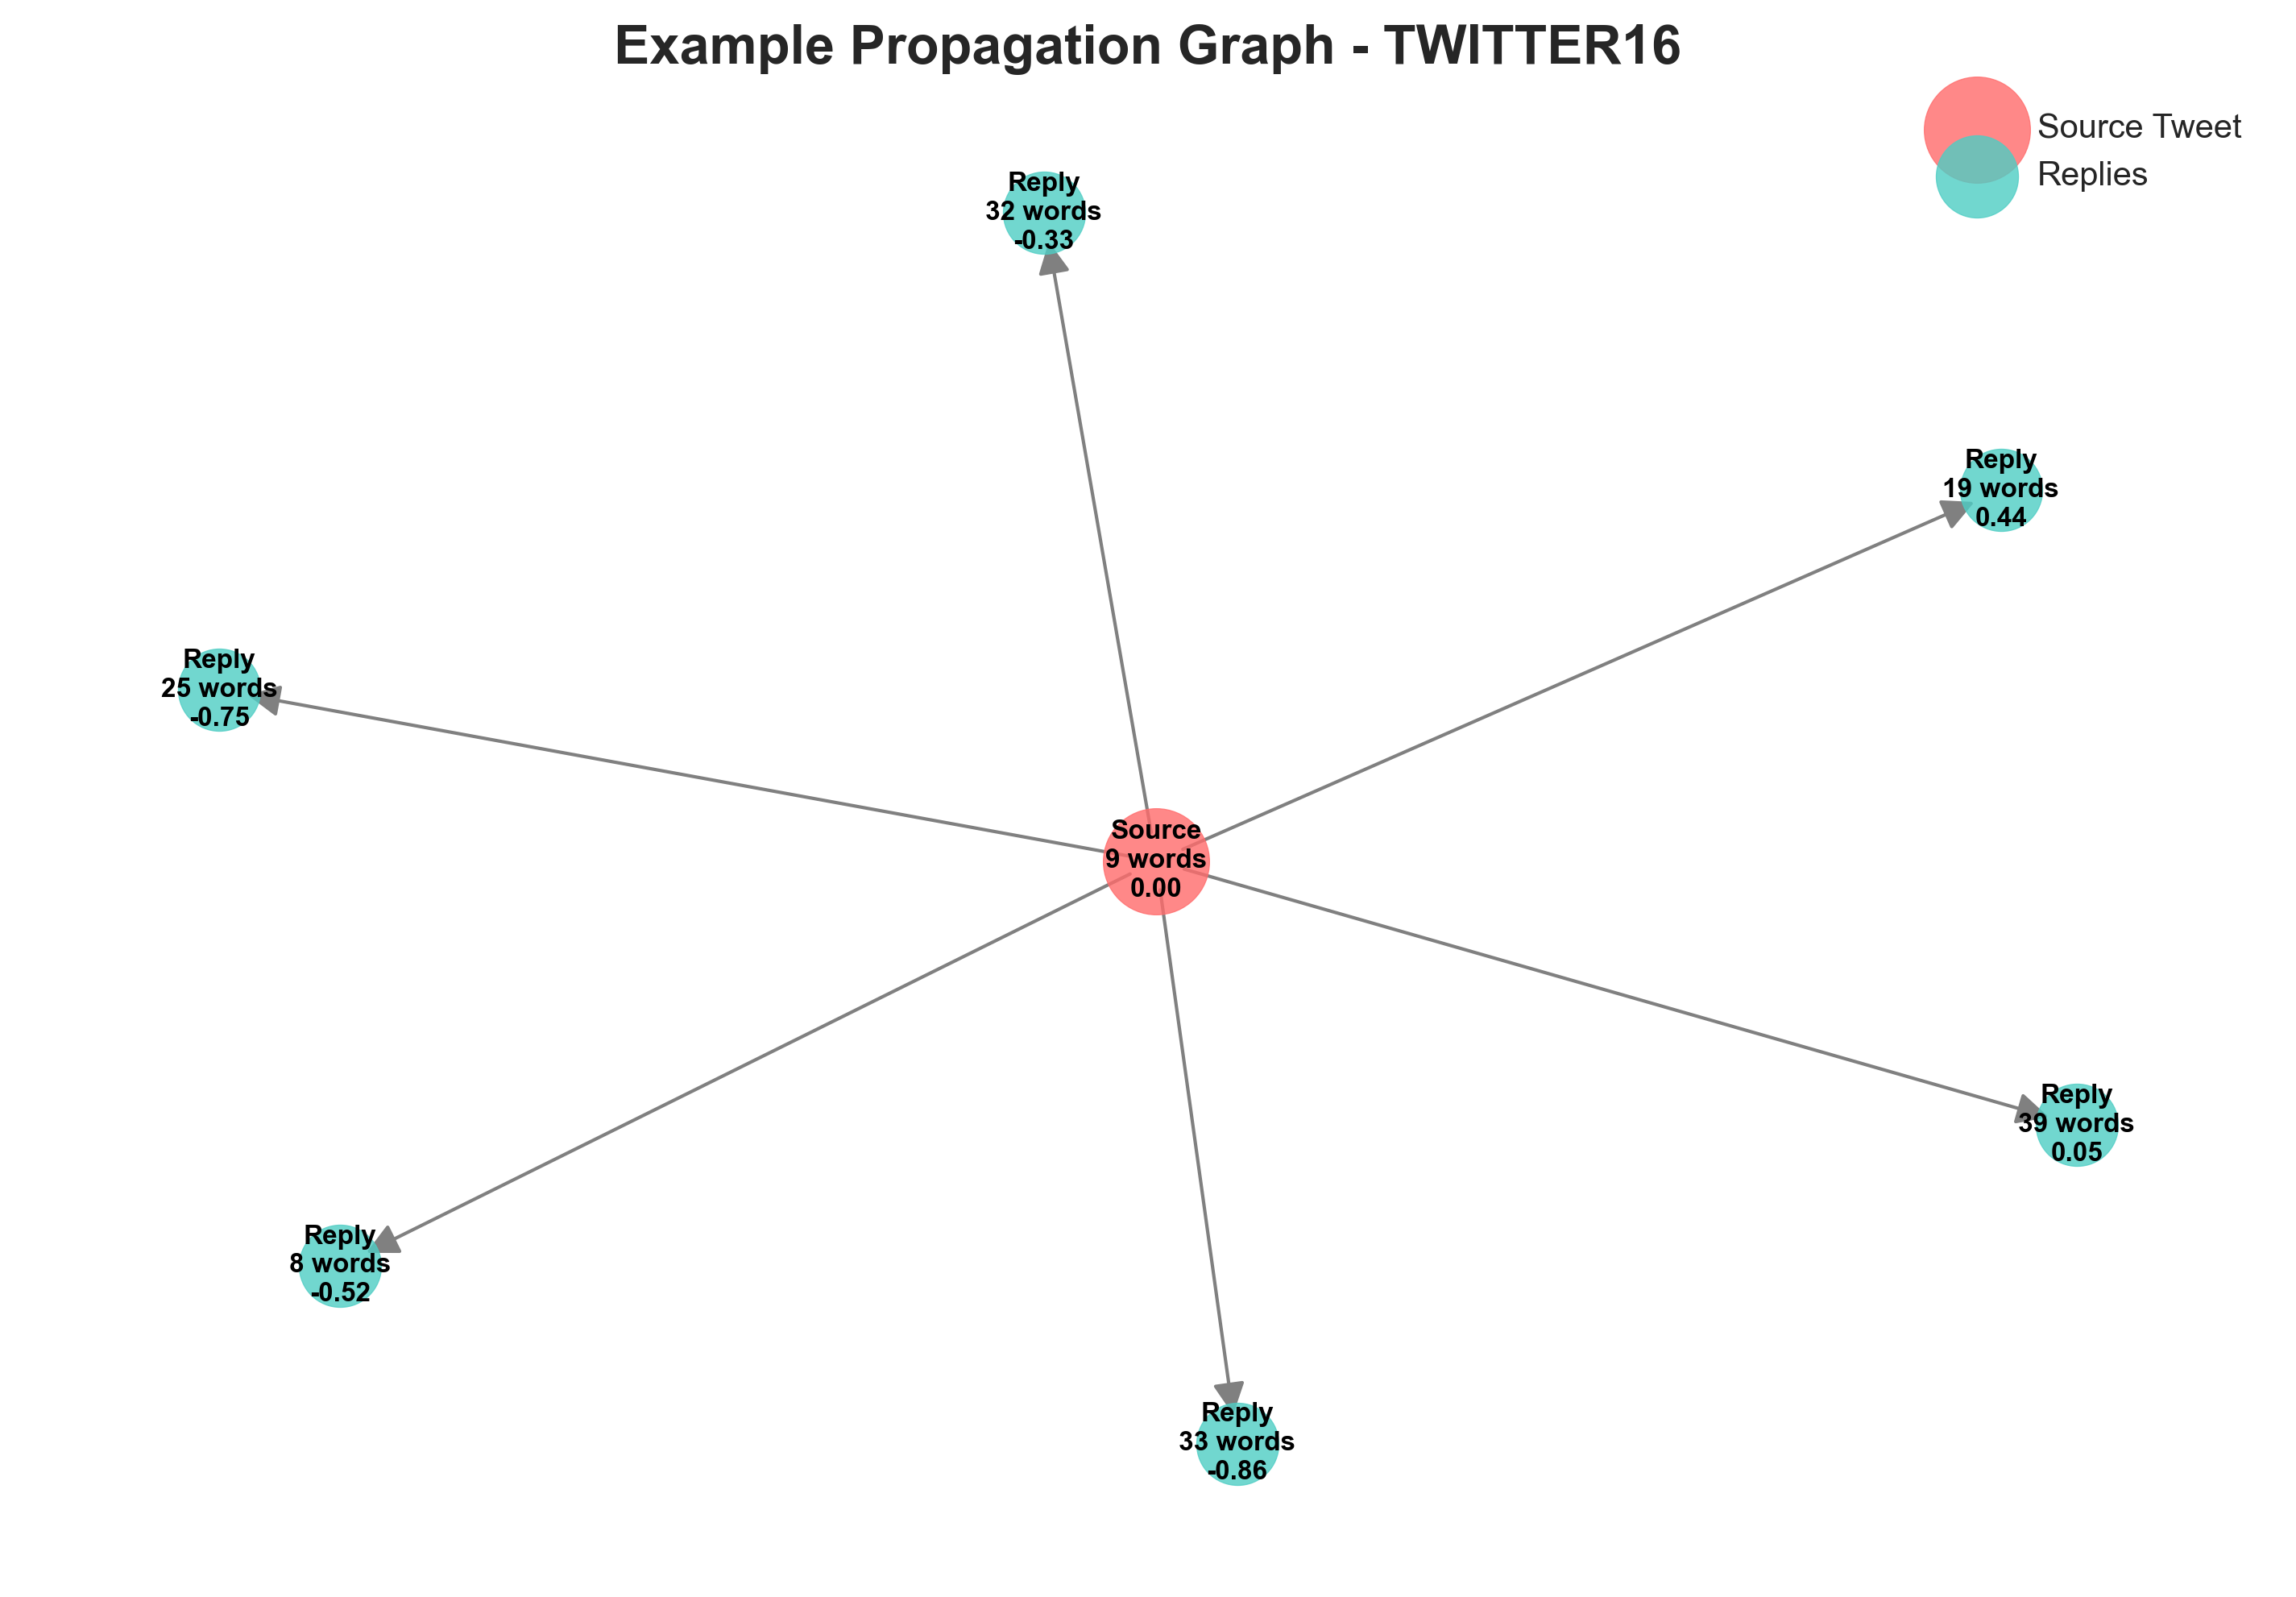 Example Propagation Graph - TWITTER16
Source Tweet
Replies
Reply
32 words
-0.33
Reply
19 words
0.44
Reply
25 words
-0.75
Source
9 words
0.00
Reply
39 words
0.05
Reply
8 words
-0.52
Reply
33 words
-0.86